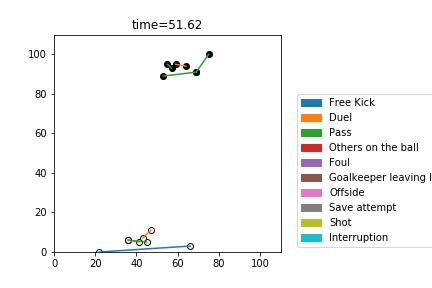 time=51.62
100
80
60
40
20
0
0 20 40 60 80 100
Free Kick
Duel
Pass
Others on the ball
Foul
Goalkeeper leaving l
Offside
Save attempt
Shot
Interruption